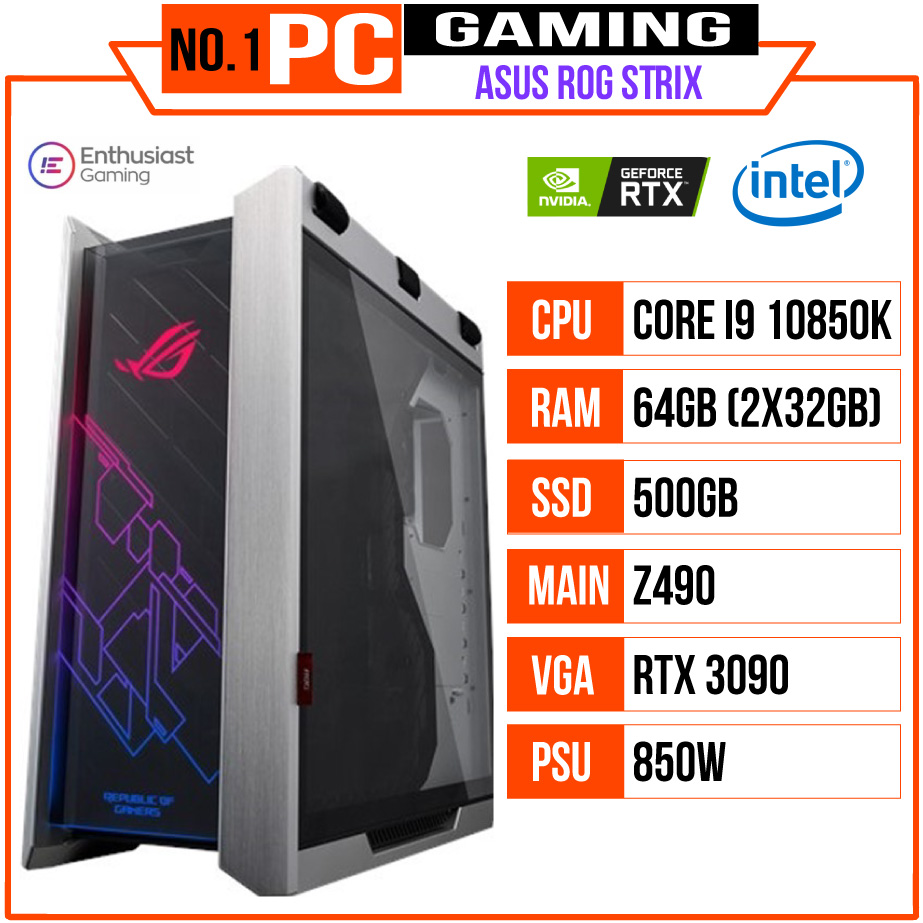 NO.1 PC GAMING
ASUS ROG STRIX
Enthusiast
Gaming
NVIDIA.
GEFORCE
RTX™
intel®
CPU CORE I9 10850K
RAM 64GB (2X32GB)
SSD 500GB
MAIN Z490
VGA RTX 3090
PSU 850W
REPUBLIC OF
GAMERS